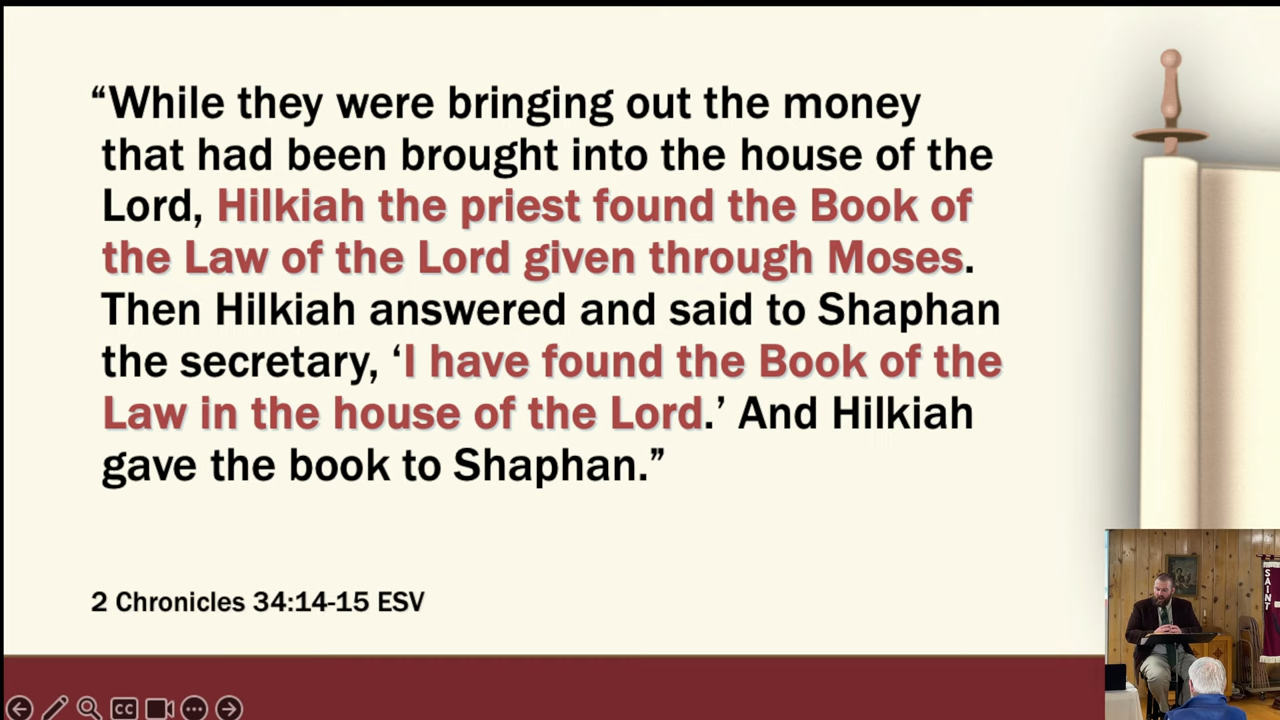 “While they were bringing out the money
that had been brought into the house of the
Lord, Hilkiah the priest found the Book of
the Law of the Lord given through Moses.
Then Hilkiah answered and said to Shaphan
the secretary, ‘I have found the Book of the
Law in the house of the Lord.’ And Hilkiah
gave the book to Shaphan.”
2 Chronicles 34:14-15 ESV
CC
SAINT